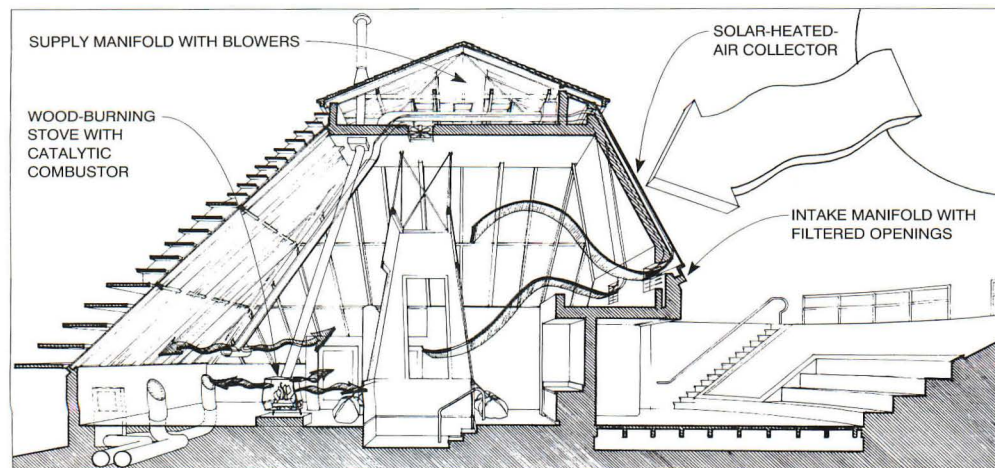 SUPPLY MANIFOLD WITH BLOWERS
SOLAR-HEATED-
AIR COLLECTOR
WOOD-BURNING
STOVE WITH
CATALYTIC
COMBUSTOR
INTAKE MANIFOLD WITH
FILTERED OPENINGS